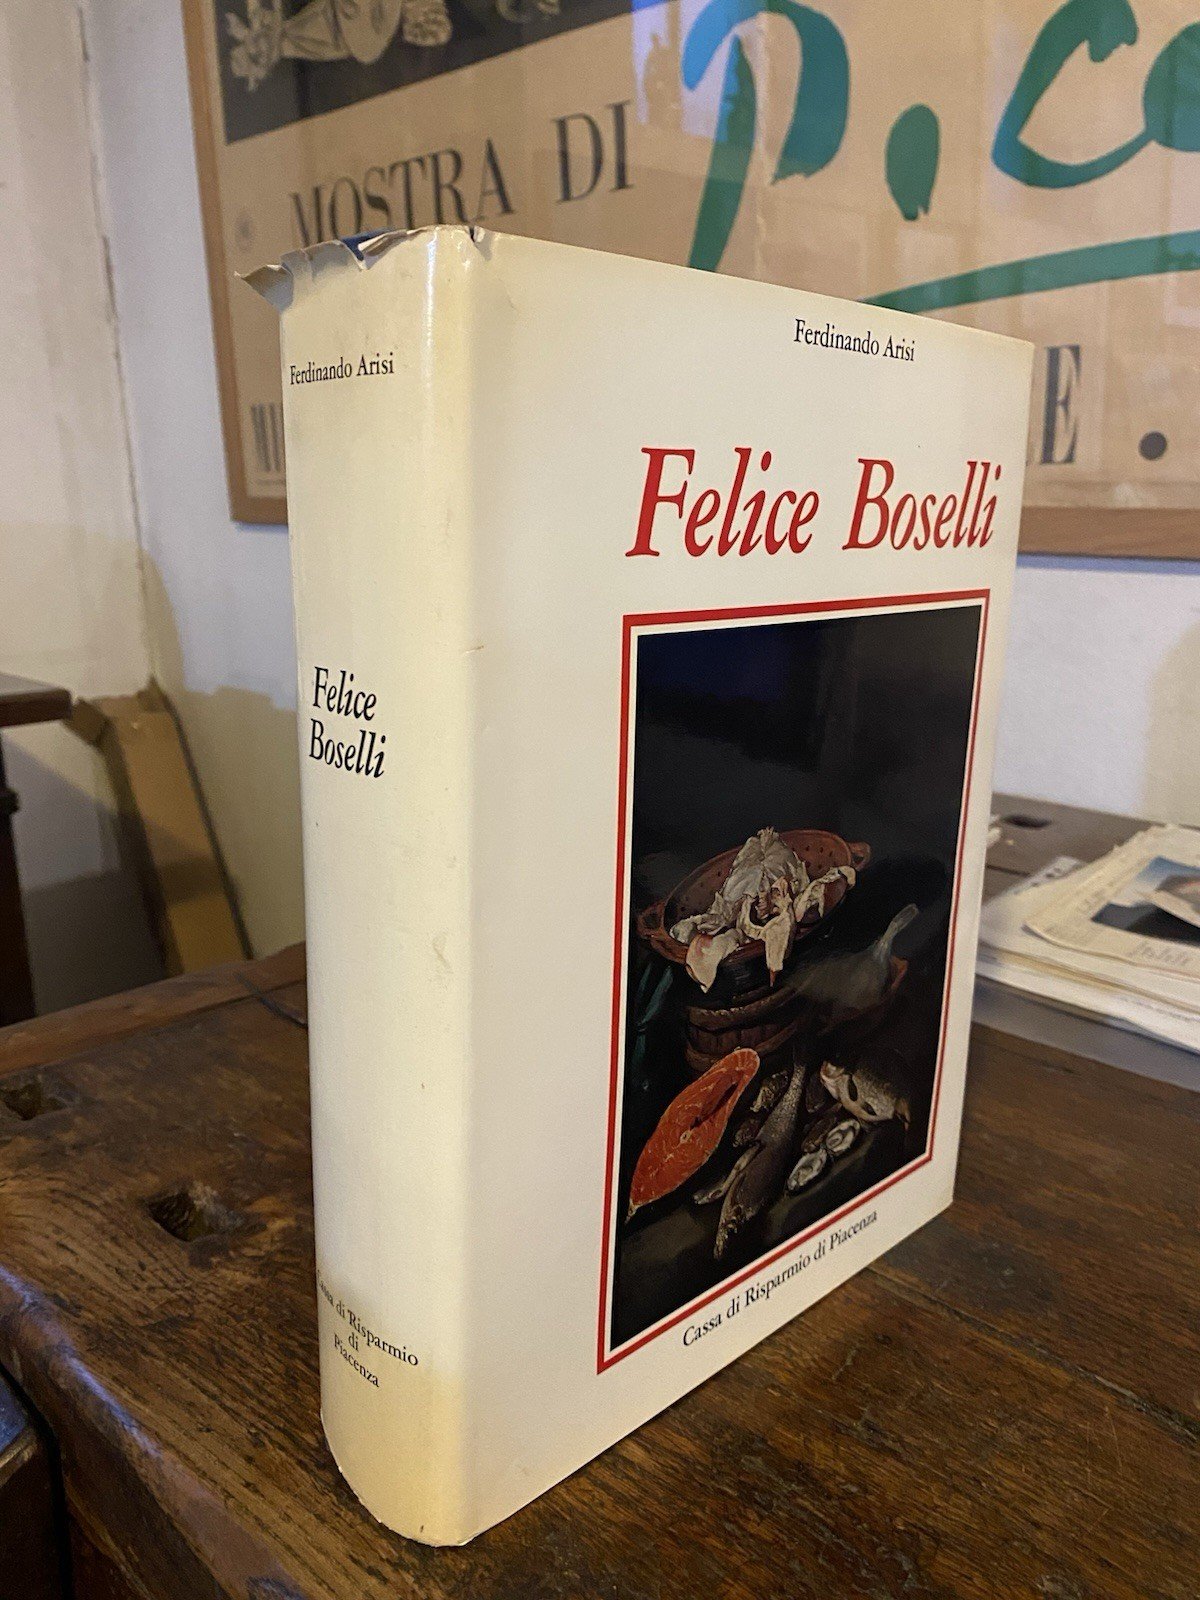 MOSTRA DI
P.
Ferdinando Arisi
Felice
Boselli
Cassa di Risparmio
di
Piacenza
Ferdinando Arisi
Felice Boselli
Cassa di Risparmio di Piacenza